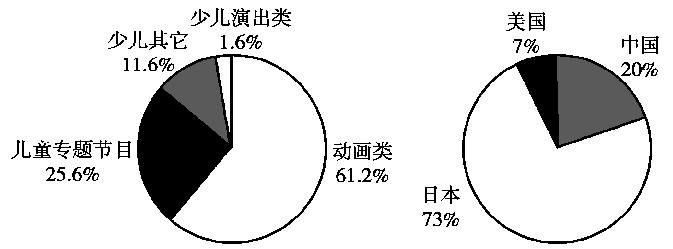 少儿演出类
1.6%
少儿其它
11.6%
儿童专题节目
25.6%
动画类
61.2%
美国
7%
中国
20%
日本
73%